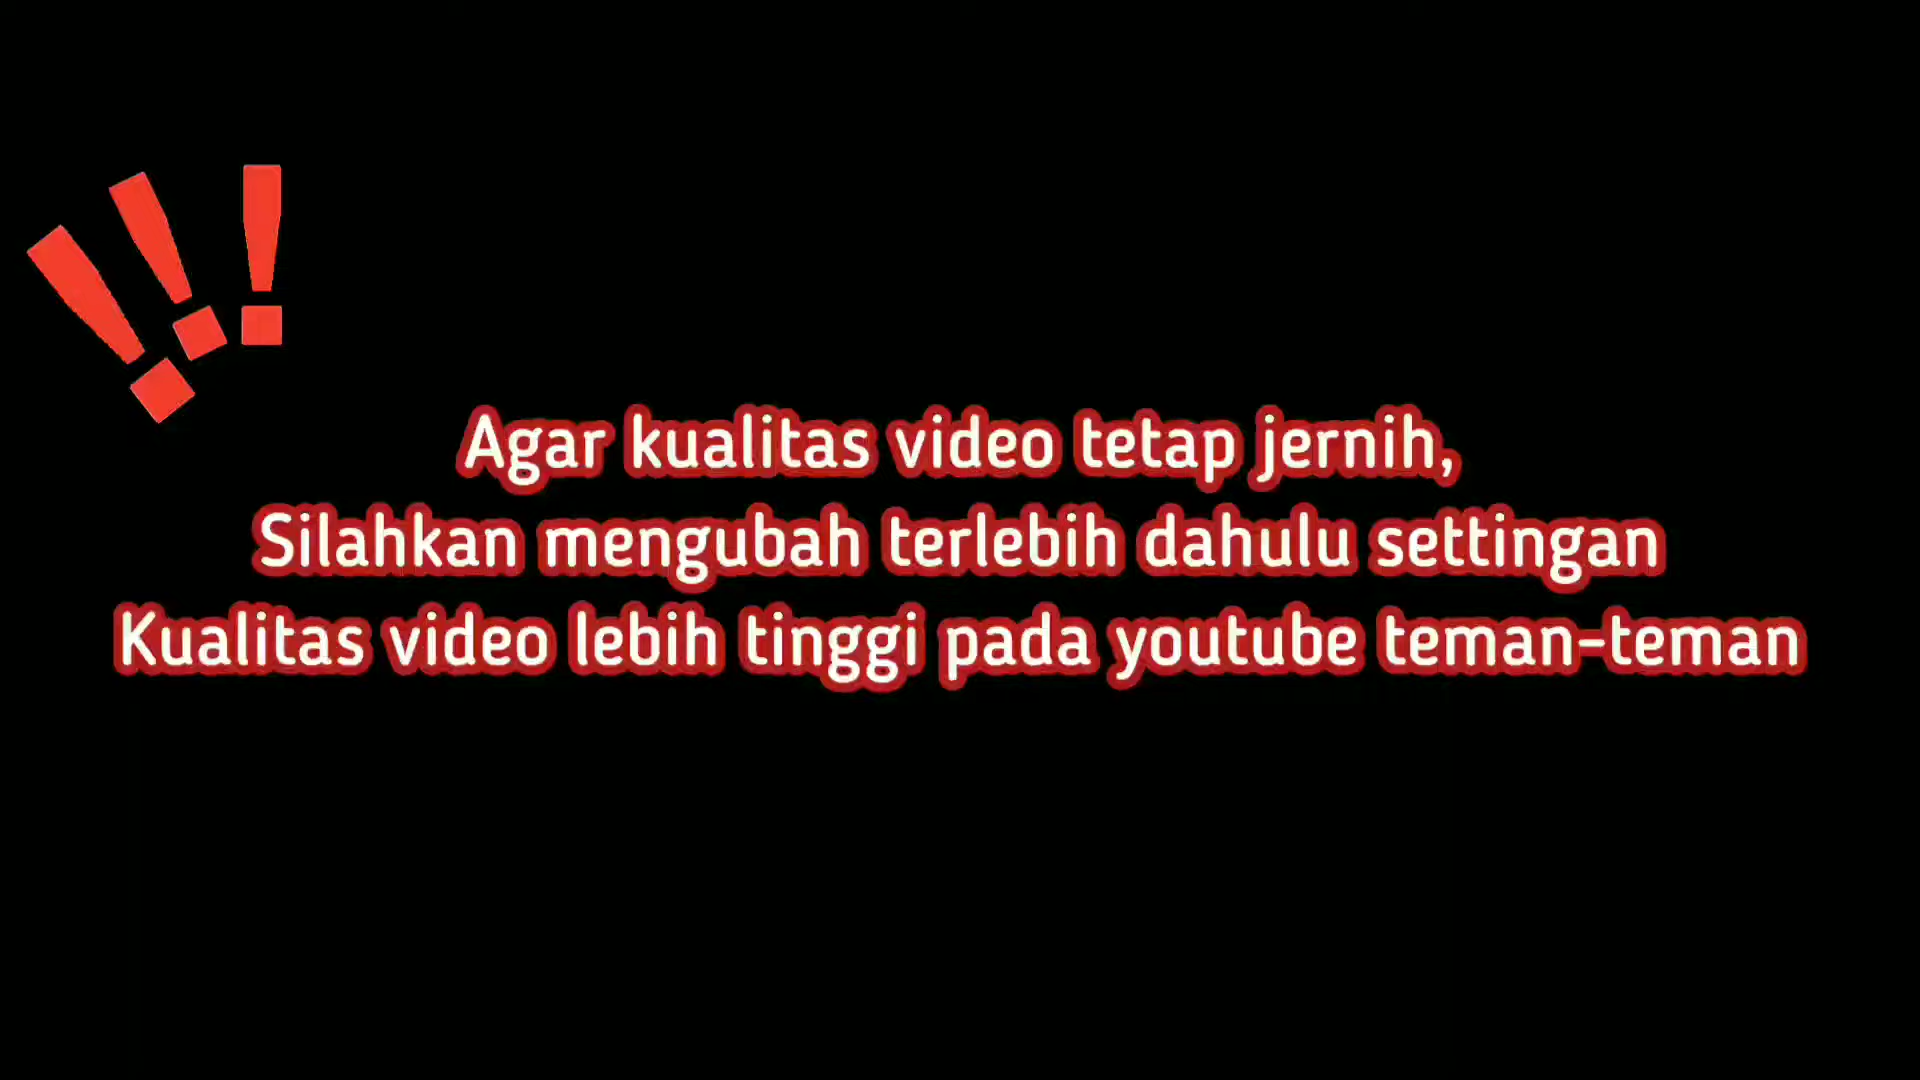 !!!
Agar kualitas video tetap jernih,
Silahkan mengubah terlebih dahulu settingan
Kualitas video lebih tinggi pada youtube teman-teman